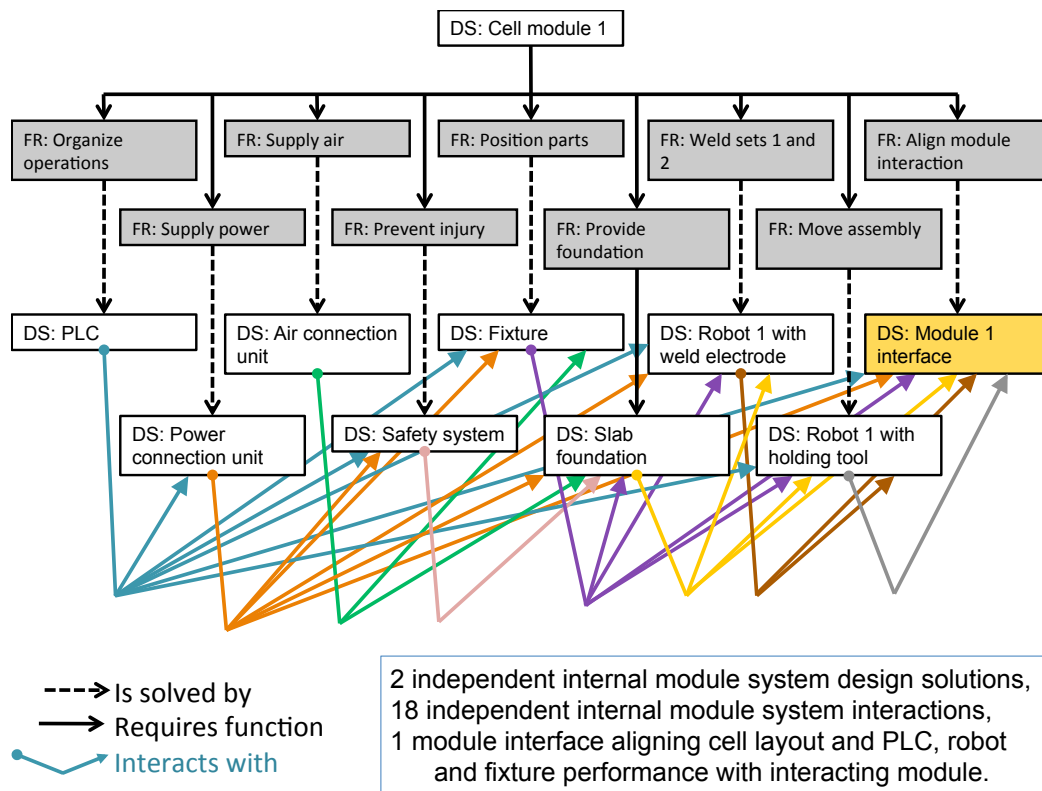 DS: Cell module 1
FR: Organize
operations
FR: Supply air
FR: Position parts
FR: Weld sets 1 and
2
FR: Align module
interaction
FR: Supply power
FR: Prevent injury
FR: Provide
foundation
FR: Move assembly
DS: PLC
DS: Air connection
unit
DS: Fixture
DS: Robot 1 with
weld electrode
DS: Module 1
interface
DS: Power
connection unit
DS: Safety system
DS: Slab
foundation
DS: Robot 1 with
holding tool
Is solved by
Requires function
Interacts with
2 independent internal module system design solutions,
18 independent internal module system interactions,
1 module interface aligning cell layout and PLC, robot
and fixture performance with interacting module.